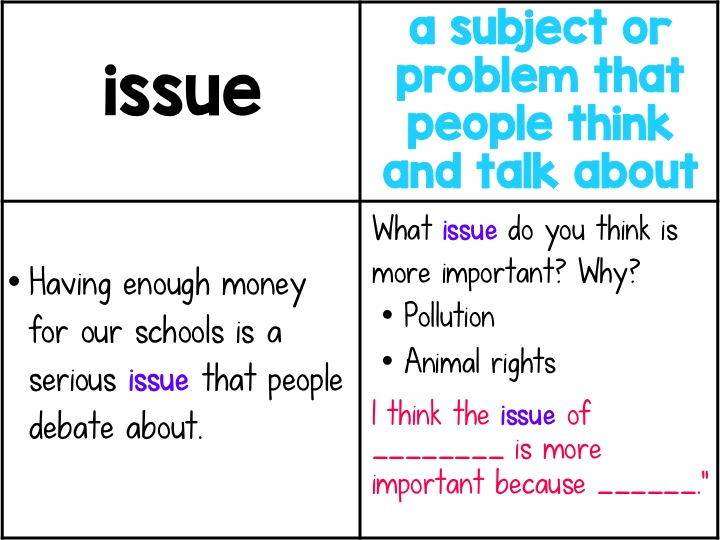 issue
a subject or
problem that
people think
and talk about
• Having enough money
for our schools is a
serious issue that people
debate about.
What issue do you think is
more important? Why?
• Pollution
• Animal rights
I think the issue of
________ is more
important because ______."